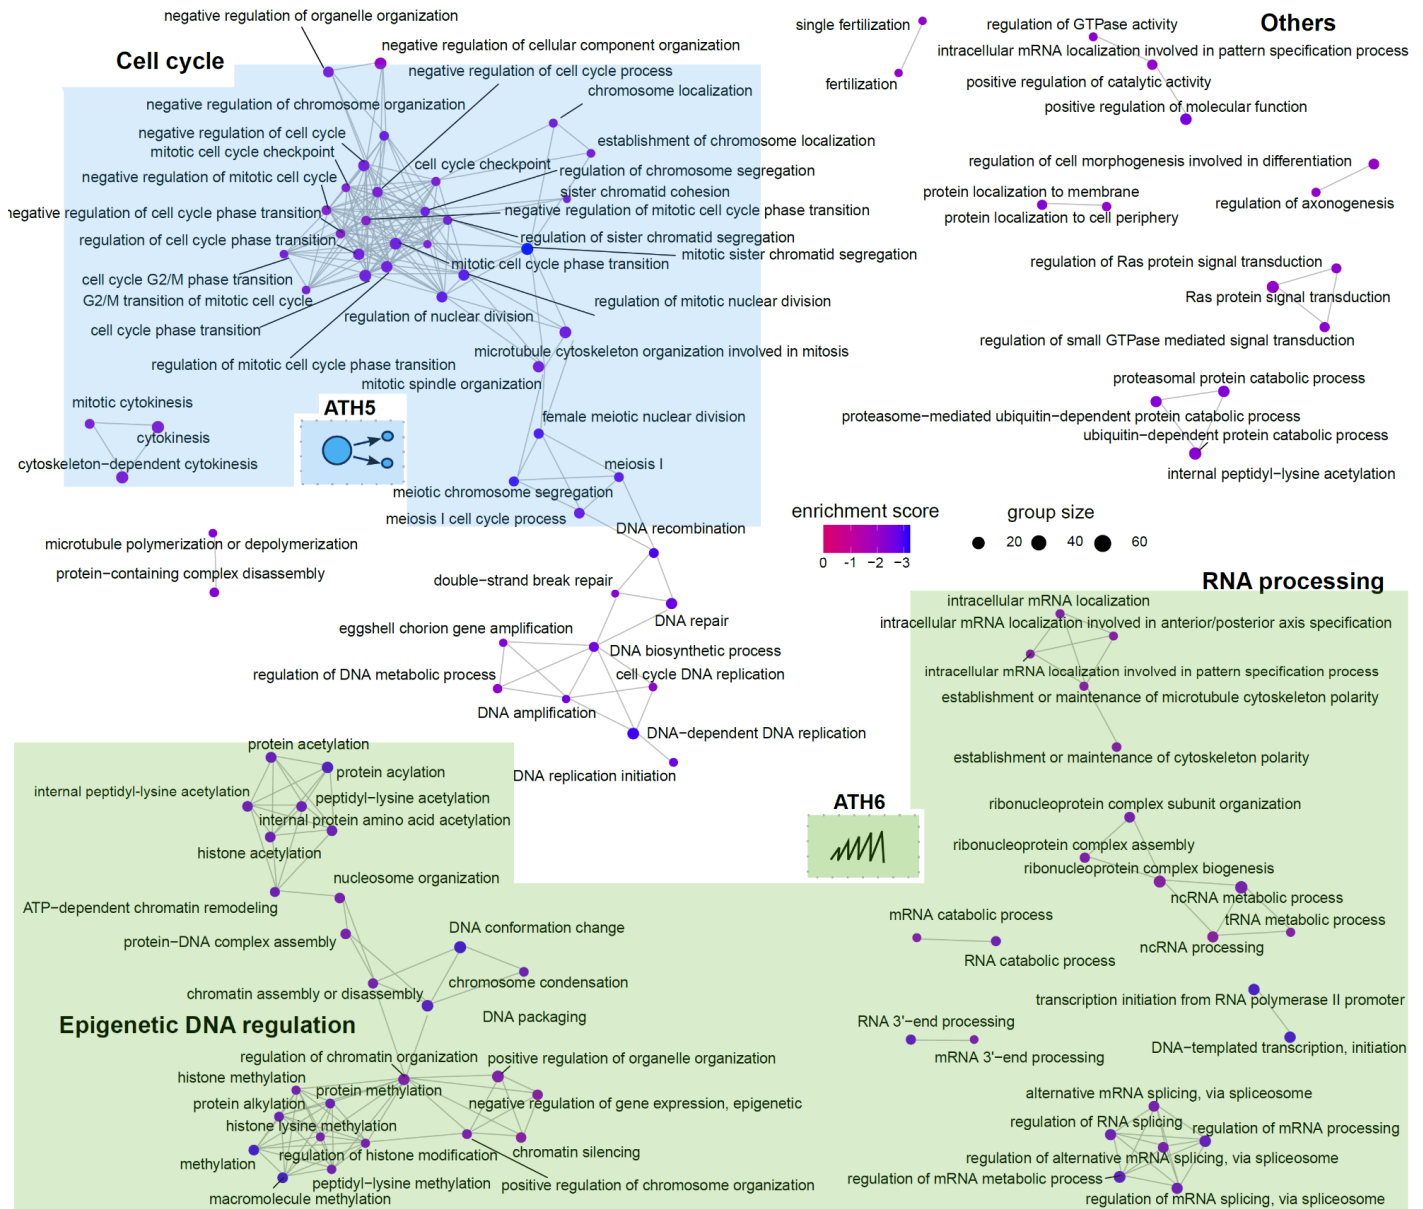 negative regulation of organelle organization
negative regulation of cellular component organization
Cell cycle
negative regulation of cell cycle process
chromosome localization
negative regulation of chromosome organization
negative regulation of cell cycle
establishment of chromosome localization
mitotic cell cycle checkpoint
cell cycle checkpoint
regulation of chromosome segregation
negative regulation of mitotic cell cycle
sister chromatid cohesion
negative regulation of cell cycle phase transition
negative regulation of mitotic cell cycle phase transition
regulation of cell cycle phase transition
regulation of sister chromatid segregation
mitotic sister chromatid segregation
mitotic cell cycle phase transition
cell cycle G2/M phase transition
G2/M transition of mitotic cell cycle
regulation of mitotic nuclear division
regulation of nuclear division
cell cycle phase transition
microtubule cytoskeleton organization involved in mitosis
regulation of mitotic cell cycle phase transition
mitotic spindle organization
mitotic cytokinesis
ATH5
female meiotic nuclear division
cytokinesis
cytoskeleton−dependent cytokinesis
meiosis I
meiotic chromosome segregation
meiosis I cell cycle process
DNA recombination
microtubule polymerization or depolymerization
protein−containing complex disassembly
double−strand break repair
DNA repair
eggshell chorion gene amplification
DNA biosynthetic process
regulation of DNA metabolic process
cell cycle DNA replication
DNA amplification
DNA−dependent DNA replication
DNA replication initiation
Others
single fertilization
fertilization
regulation of GTPase activity
intracellular mRNA localization involved in pattern specification process
positive regulation of catalytic activity
positive regulation of molecular function
regulation of cell morphogenesis involved in differentiation
protein localization to membrane
regulation of axonogenesis
protein localization to cell periphery
regulation of Ras protein signal transduction
Ras protein signal transduction
regulation of small GTPase mediated signal transduction
proteasomal protein catabolic process
proteasome−mediated ubiquitin−dependent protein catabolic process
ubiquitin−dependent protein catabolic process
internal peptidyl−lysine acetylation
enrichment score
0 -1 -2 -3
group size
20 40 60
RNA processing
intracellular mRNA localization
intracellular mRNA localization involved in anterior/posterior axis specification
intracellular mRNA localization involved in pattern specification process
establishment or maintenance of microtubule cytoskeleton polarity
establishment or maintenance of cytoskeleton polarity
ATH6
ribonucleoprotein complex subunit organization
ribonucleoprotein complex assembly
ribonucleoprotein complex biogenesis
ncRNA metabolic process
tRNA metabolic process
ncRNA processing
mRNA catabolic process
RNA catabolic process
transcription initiation from RNA polymerase II promoter
RNA 3'−end processing
mRNA 3'−end processing
DNA−templated transcription, initiation
alternative mRNA splicing, via spliceosome
regulation of RNA splicing
regulation of mRNA processing
regulation of alternative mRNA splicing, via spliceosome
regulation of mRNA metabolic process
regulation of mRNA splicing, via spliceosome
protein acetylation
protein acylation
internal peptidyl-lysine acetylation
peptidyl−lysine acetylation
internal protein amino acid acetylation
histone acetylation
nucleosome organization
ATP−dependent chromatin remodeling
DNA conformation change
protein−DNA complex assembly
chromosome condensation
chromatin assembly or disassembly
DNA packaging
Epigenetic DNA regulation
regulation of chromatin organization
positive regulation of organelle organization
histone methylation
protein methylation
protein alkylation
negative regulation of gene expression, epigenetic
histone lysine methylation
chromatin silencing
methylation
regulation of histone modification
peptidyl−lysine methylation
positive regulation of chromosome organization
macromolecule methylation